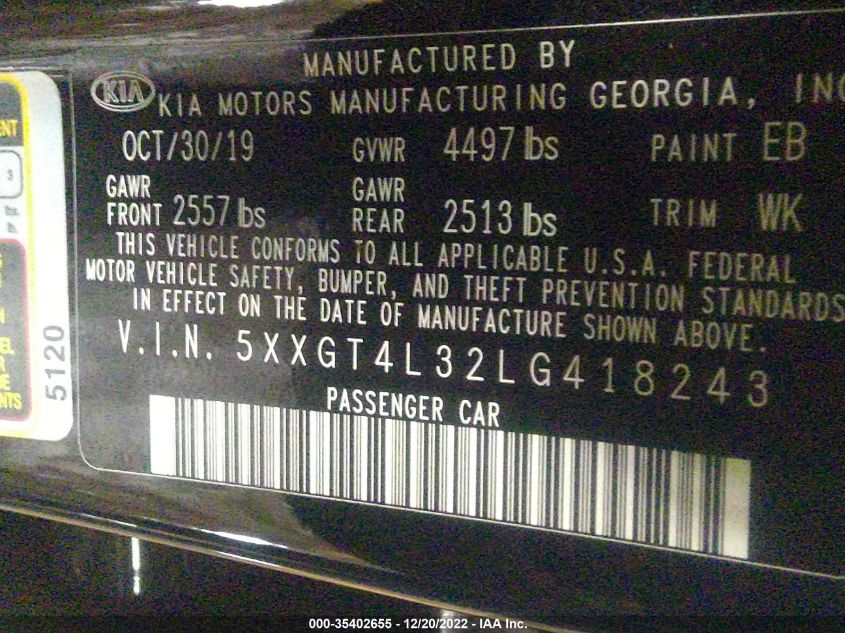 MANUFACTURED BY
KIA KIA MOTORS MANUFACTURING GEORGIA, INC
OCT/30/19 GVWR 4497 lbs PAINT EB
GAWR FRONT 2557 lbs GAWR REAR 2513 lbs TRIM WK
THIS VEHICLE CONFORMS TO ALL APPLICABLE U.S.A. FEDERAL
MOTOR VEHICLE SAFETY, BUMPER, AND THEFT PREVENTION STANDARDS
IN EFFECT ON THE DATE OF MANUFACTURE SHOWN ABOVE.
V.I.N. 5XXGT4L32LG418243
PASSENGER CAR
5120
3
lbs.
lb.
000-35402655 - 12/20/2022 - IAA Inc.